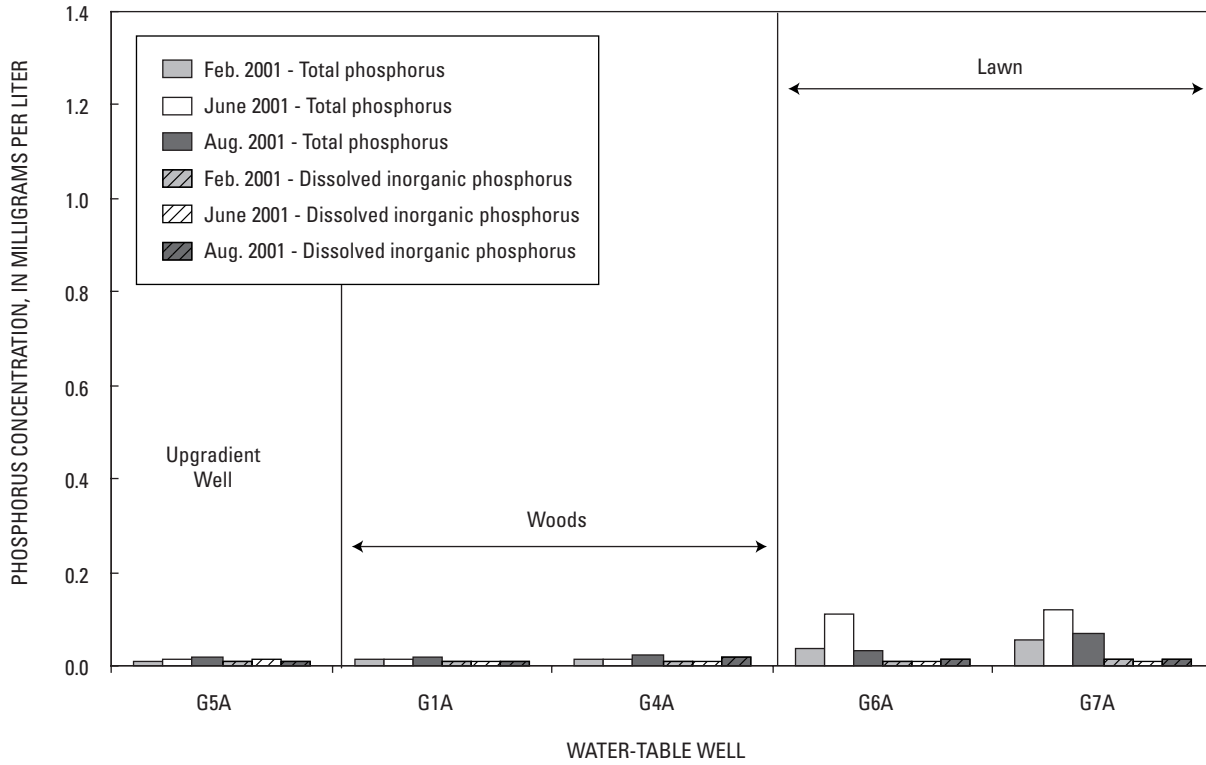 PHOSPHORUS CONCENTRATION, IN MILLIGRAMS PER LITER
1.4
1.2
1.0
0.8
0.6
0.4
0.2
0.0
Feb. 2001 - Total phosphorus
June 2001 - Total phosphorus
Aug. 2001 - Total phosphorus
Feb. 2001 - Dissolved inorganic phosphorus
June 2001 - Dissolved inorganic phosphorus
Aug. 2001 - Dissolved inorganic phosphorus
Lawn
Upgradient
Well
Woods
G5A
G1A
G4A
G6A
G7A
WATER-TABLE WELL